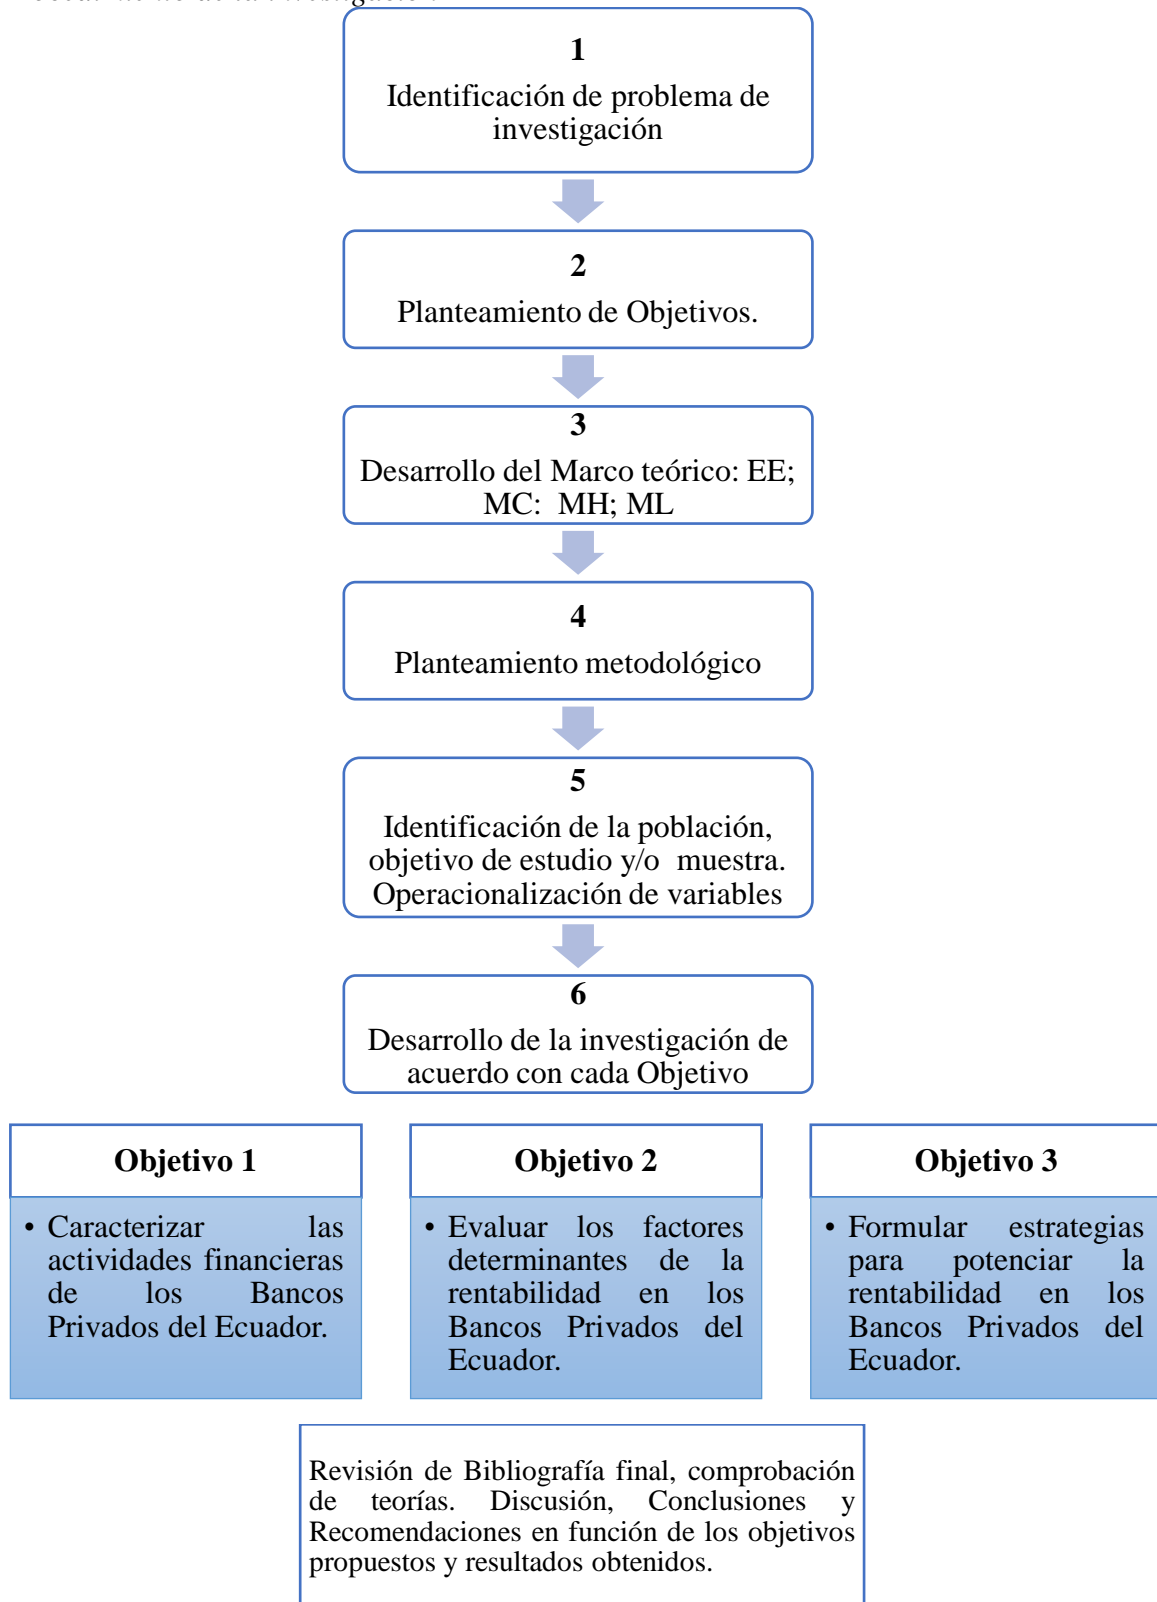 1
Identificación de problema de
investigación
2
Planteamiento de Objetivos.
3
Desarrollo del Marco teórico: EE;
MC: MH; ML
4
Planteamiento metodológico
5
Identificación de la población,
objetivo de estudio y/o muestra.
Operacionalización de variables
6
Desarrollo de la investigación de
acuerdo con cada Objetivo
Objetivo 1
• Caracterizar las
actividades financieras
de los Bancos
Privados del Ecuador.
Objetivo 2
• Evaluar los factores
determinantes de la
rentabilidad en los
Bancos Privados del
Ecuador.
Objetivo 3
• Formular estrategias
para potenciar la
rentabilidad en los
Bancos Privados del
Ecuador.
Revisión de Bibliografía final, comprobación
de teorías. Discusión, Conclusiones y
Recomendaciones en función de los objetivos
propuestos y resultados obtenidos.